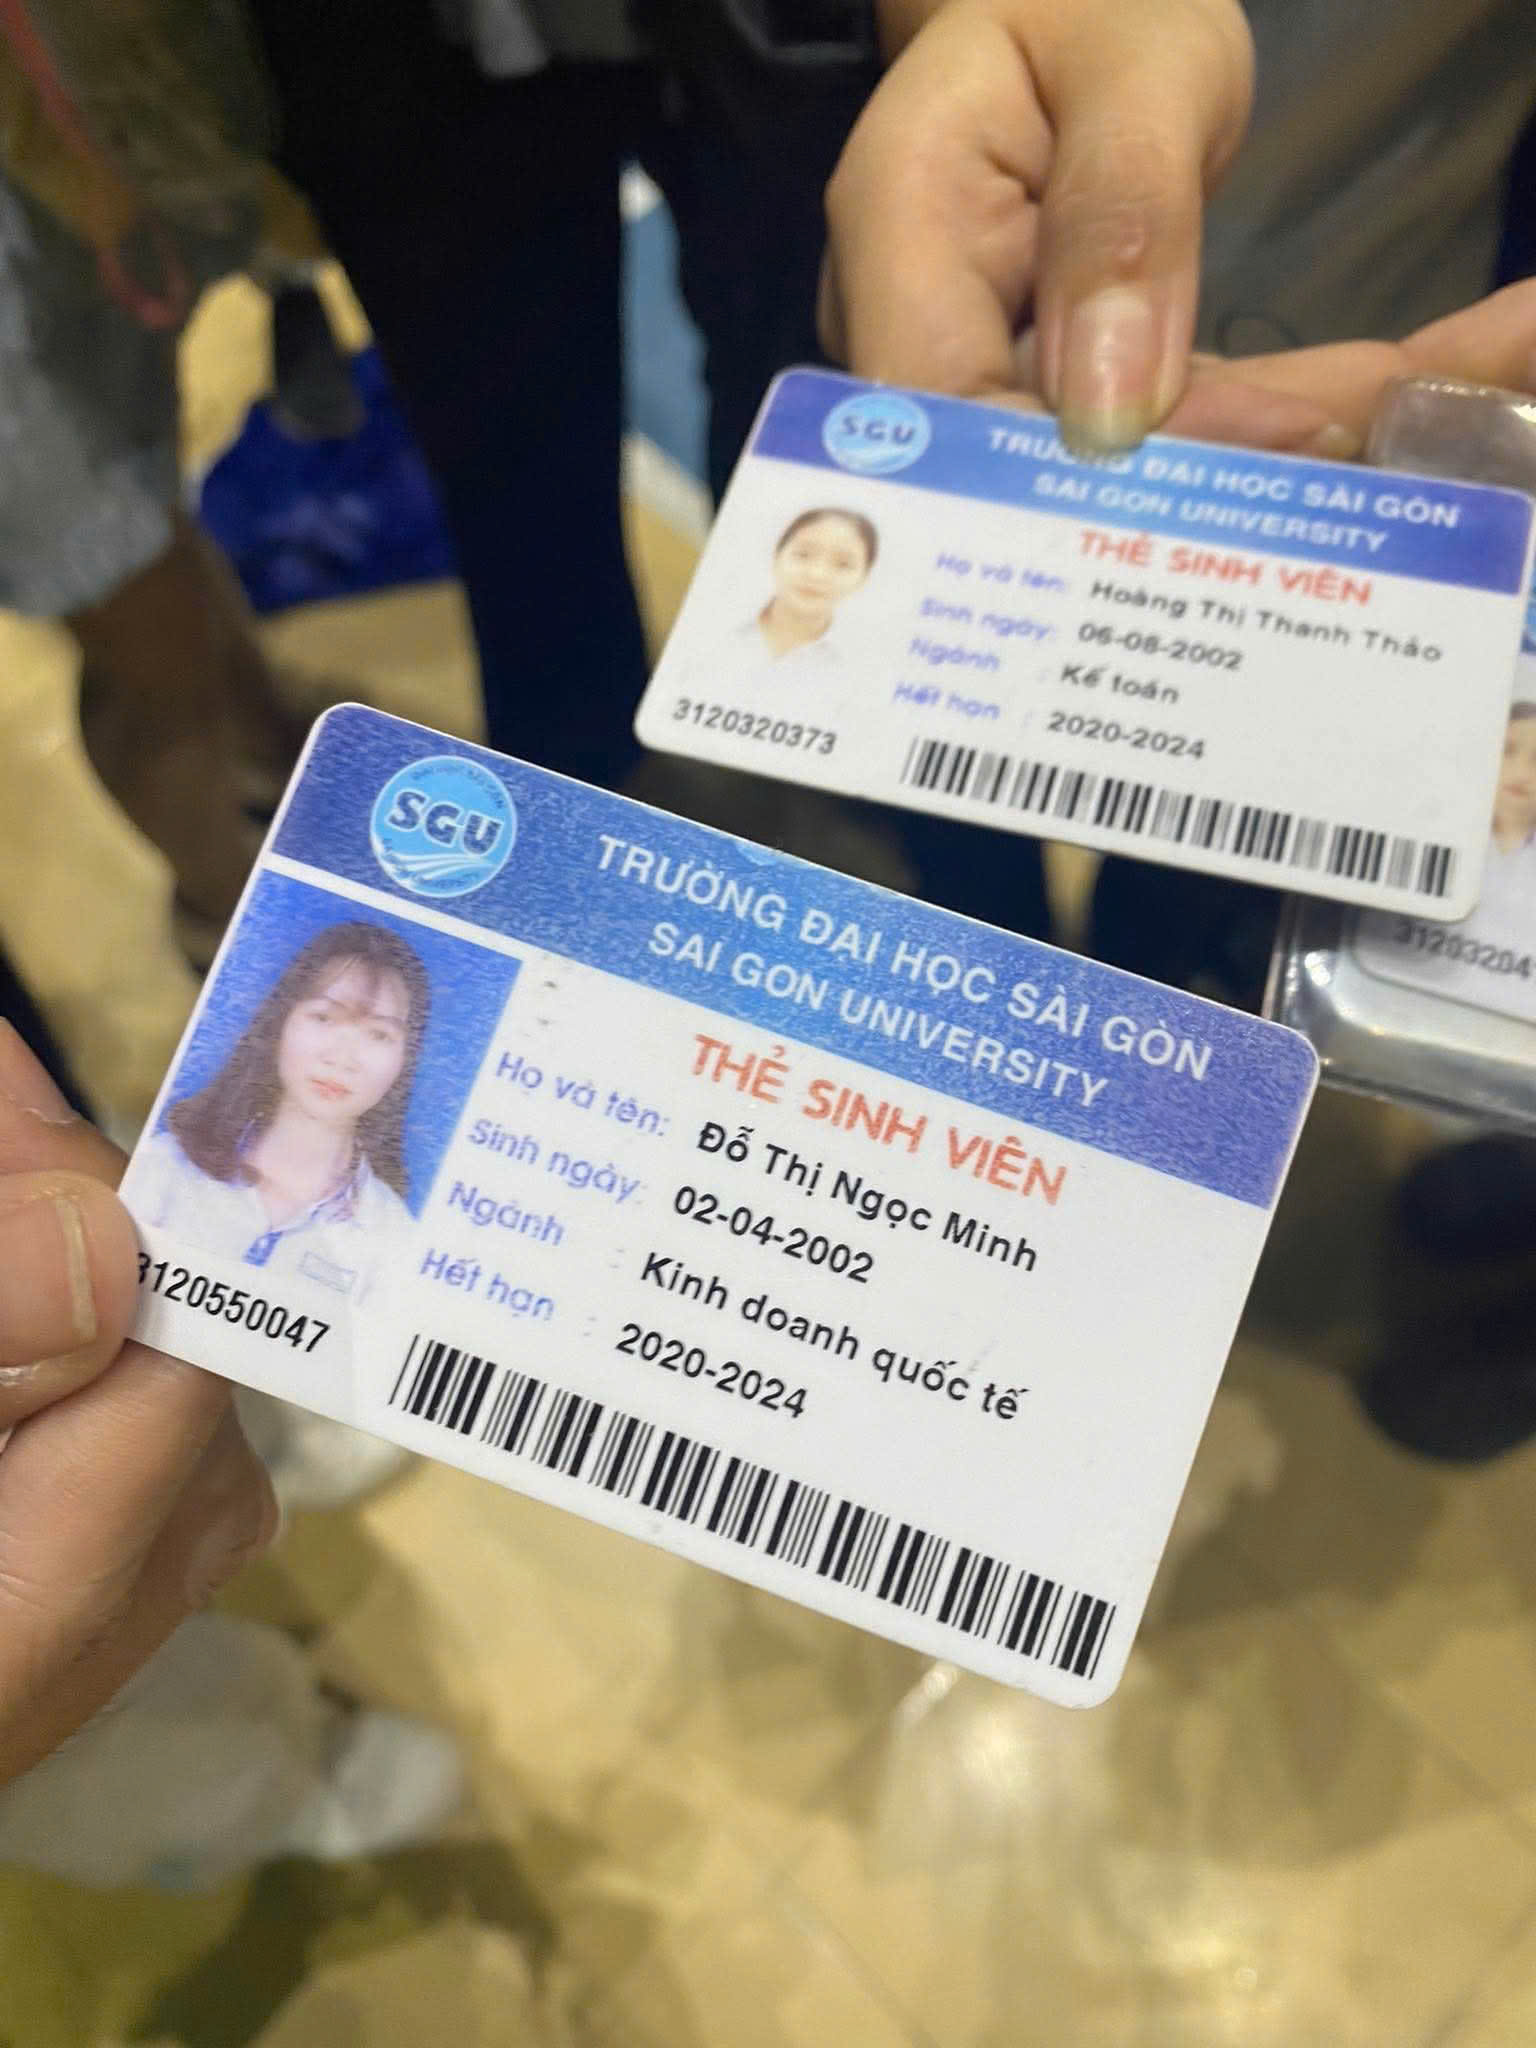 SGU
TRƯỜNG ĐẠI HỌC SÀI GÒN
SAI GON UNIVERSITY
THẺ SINH VIÊN
Họ và tên: Hoàng Thị Thanh Thảo
Sinh ngày: 06-08-2002
Ngành : Kế toán
Hết hạn : 2020-2024
3120320373
SGU
TRƯỜNG ĐẠI HỌC SÀI GÒN
SAI GON UNIVERSITY
THẺ SINH VIÊN
Họ và tên: Đỗ Thị Ngọc Minh
Sinh ngày: 02-04-2002
Ngành : Kinh doanh quốc tế
Hết hạn : 2020-2024
3120550047